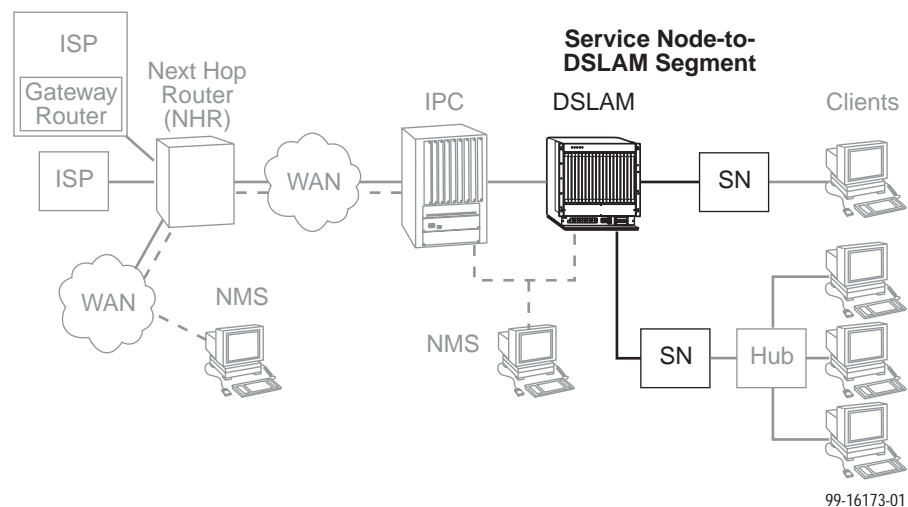 Service Node-to-
DSLAM Segment
ISP
Gateway
Router
Next Hop
Router
(NHR)
IPC
DSLAM
Clients
ISP
WAN
SN
WAN
NMS
NMS
SN
Hub
99-16173-01